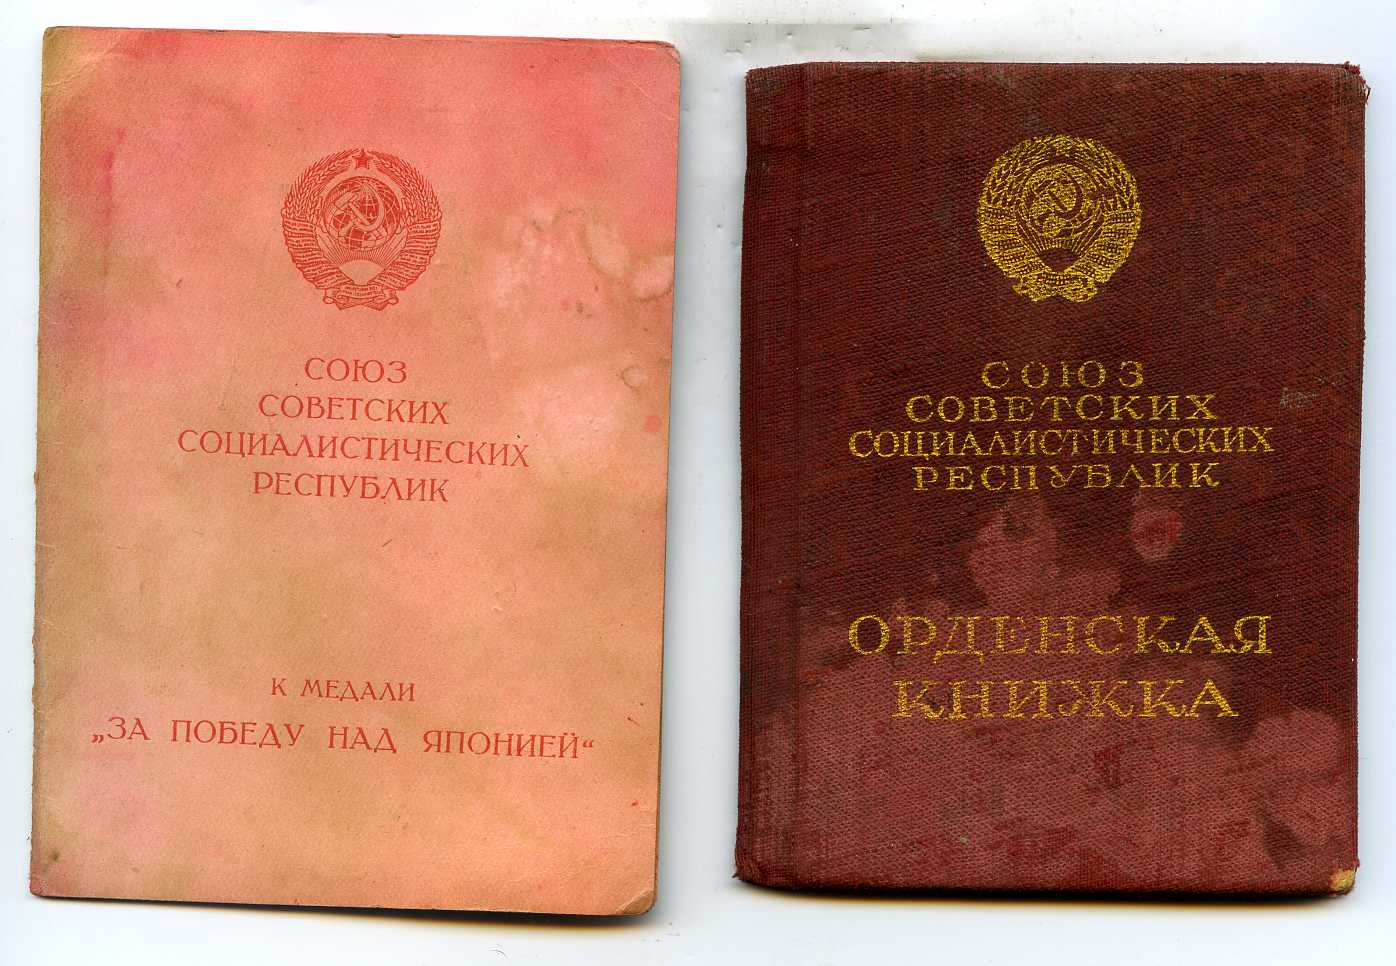 СОЮЗ
СОВЕТСКИХ
СОЦИАЛИСТИЧЕСКИХ
РЕСПУБЛИК
К МЕДАЛИ
„ЗА ПОБЕДУ НАД ЯПОНИЕЙ“
СОЮЗ
СОВЕТСКИХ
СОЦИАЛИСТИЧЕСКИХ
РЕСПУБЛИК
ОРДЕНСКАЯ
КНИЖКА